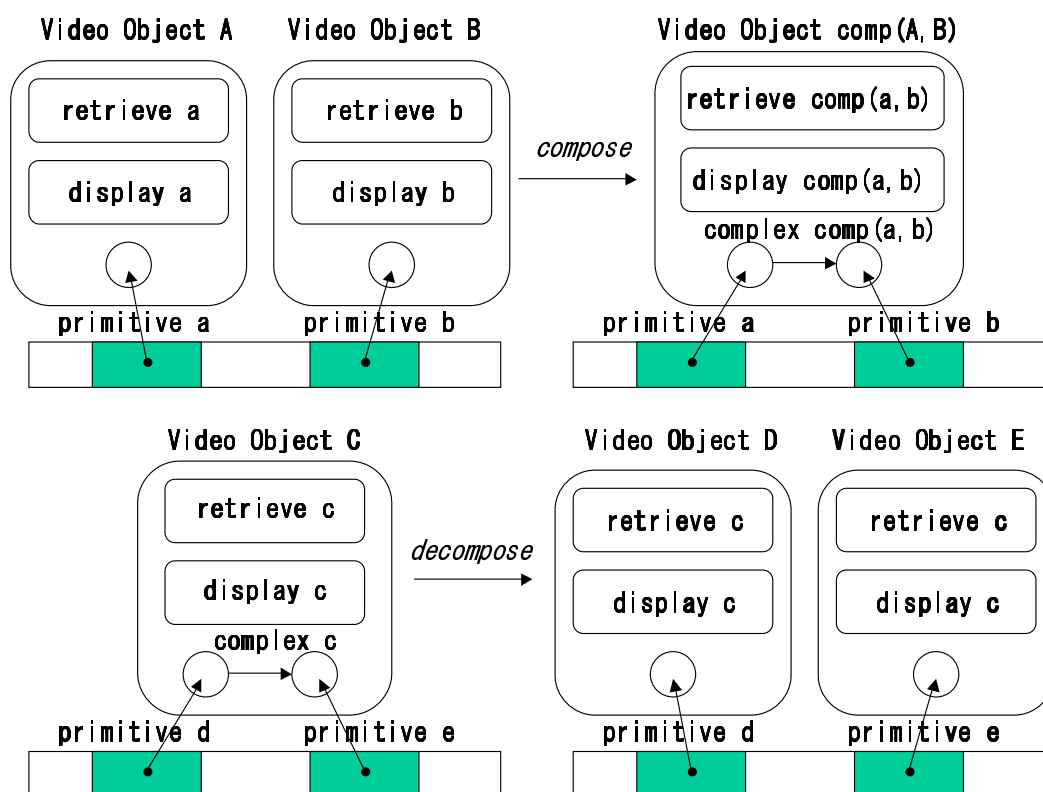 Video Object A
Video Object B
Video Object comp(A,B)
retrieve a
retrieve b
retrieve comp(a,b)
compose
display a
display b
display comp(a,b)
complex comp(a,b)
primitive a
primitive b
primitive a
primitive b
Video Object C
Video Object D
Video Object E
retrieve c
retrieve c
retrieve c
decompose
display c
display c
display c
complex c
primitive d
primitive e
primitive d
primitive e